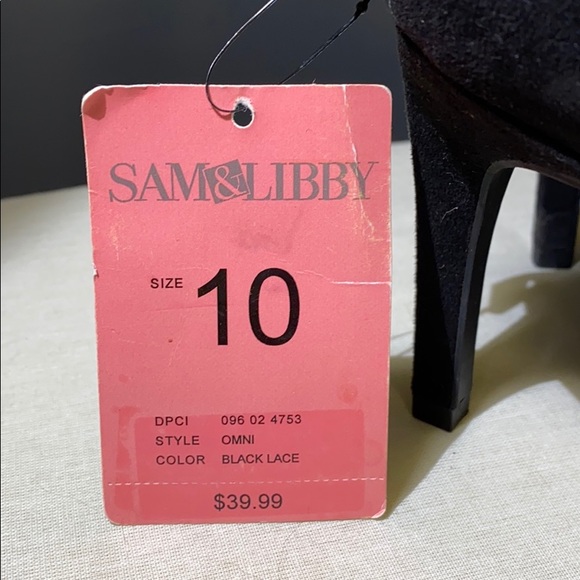 SAM&LIBBY
SIZE 10
DPCI 096 02 4753
STYLE OMNI
COLOR BLACK LACE
$39.99